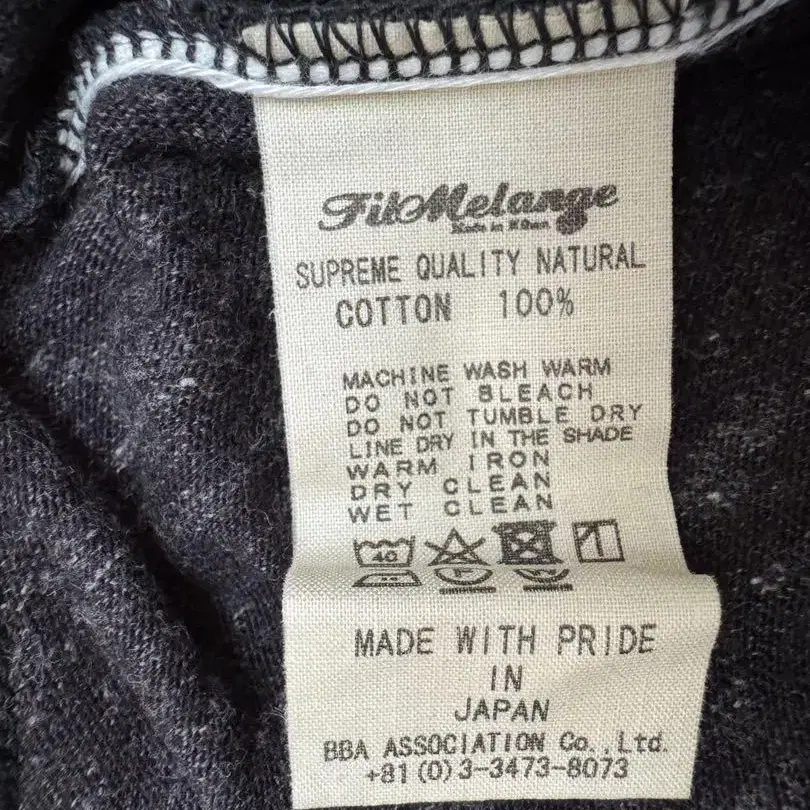 FilMelange
SUPREME QUALITY NATURAL
COTTON 100%
MACHINE WASH WARM
DO NOT BLEACH
DO NOT TUMBLE DRY
LINE DRY IN THE SHADE
WARM IRON
DRY CLEAN
WET CLEAN
40
MADE WITH PRIDE
IN
JAPAN
BBA ASSOCIATION Co.,Ltd.
+81(0)3-3473-8073